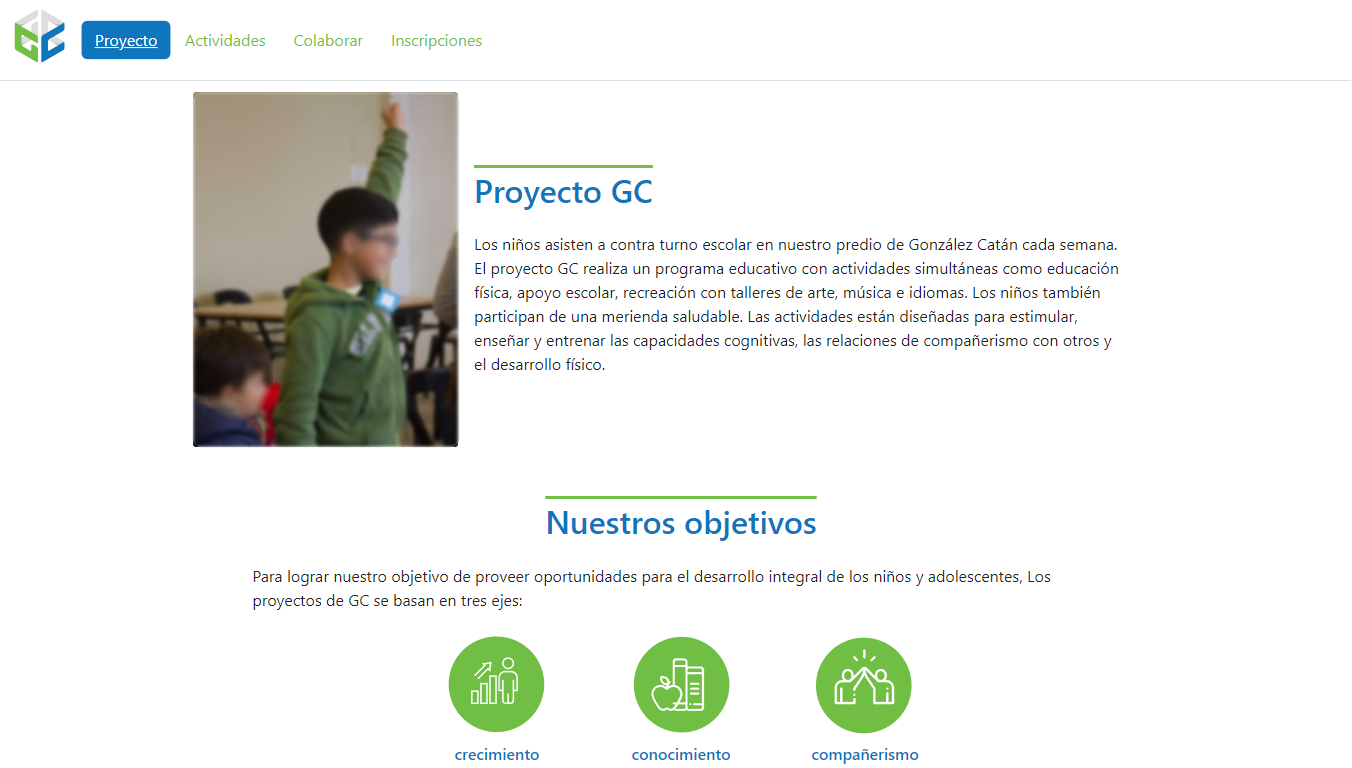 Proyecto
Actividades
Colaborar
Inscripciones
Proyecto GC
Los niños asisten a contra turno escolar en nuestro predio de González Catán cada semana.
El proyecto GC realiza un programa educativo con actividades simultáneas como educación
física, apoyo escolar, recreación con talleres de arte, música e idiomas. Los niños también
participan de una merienda saludable. Las actividades están diseñadas para estimular,
enseñar y entrenar las capacidades cognitivas, las relaciones de compañerismo con otros y
el desarrollo físico.
Nuestros objetivos
Para lograr nuestro objetivo de proveer oportunidades para el desarrollo integral de los niños y adolescentes, Los
proyectos de GC se basan en tres ejes:
crecimiento
conocimiento
compañerismo